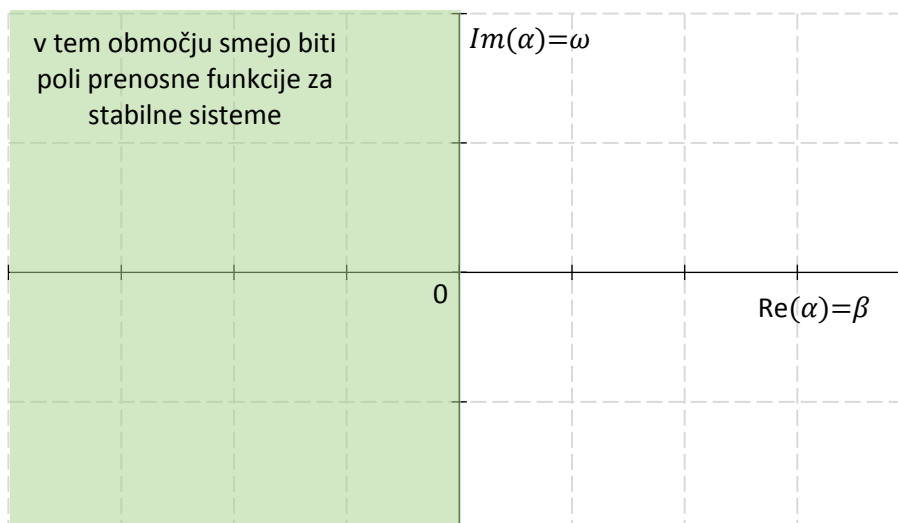 v tem območju smejo biti
poli prenosne funkcije za
stabilne sisteme
Im(α)=ω
0
Re(α)=β